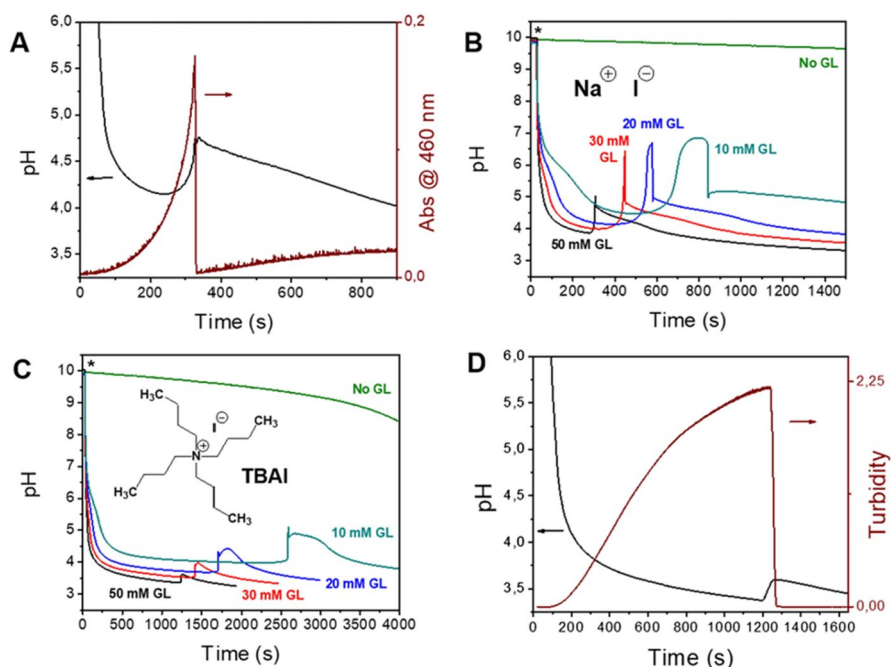 A
6,0
5,5
5,0
4,5
4,0
3,5
pH
0
200
400
600
800
Time (s)
0,2
0,0
Abs @ 460 nm
B
10
9
8
7
6
5
4
3
pH
*
No GL
Na⊕ I⊖
20 mM GL
30 mM
GL
10 mM GL
50 mM GL
0
200
400
600
800
1000
1200
1400
Time (s)
C
10
9
8
7
6
5
4
3
pH
*
No GL
H₃C
I⊖
CH₃
N⊕
H₃C
TBAI
CH₃
10 mM GL
50 mM GL
30 mM GL
20 mM GL
0
500
1000
1500
2000
2500
3000
3500
4000
Time (s)
D
6,0
5,5
5,0
4,5
4,0
3,5
pH
0
200
400
600
800
1000
1200
1400
1600
Time (s)
2,25
0,00
Turbidity